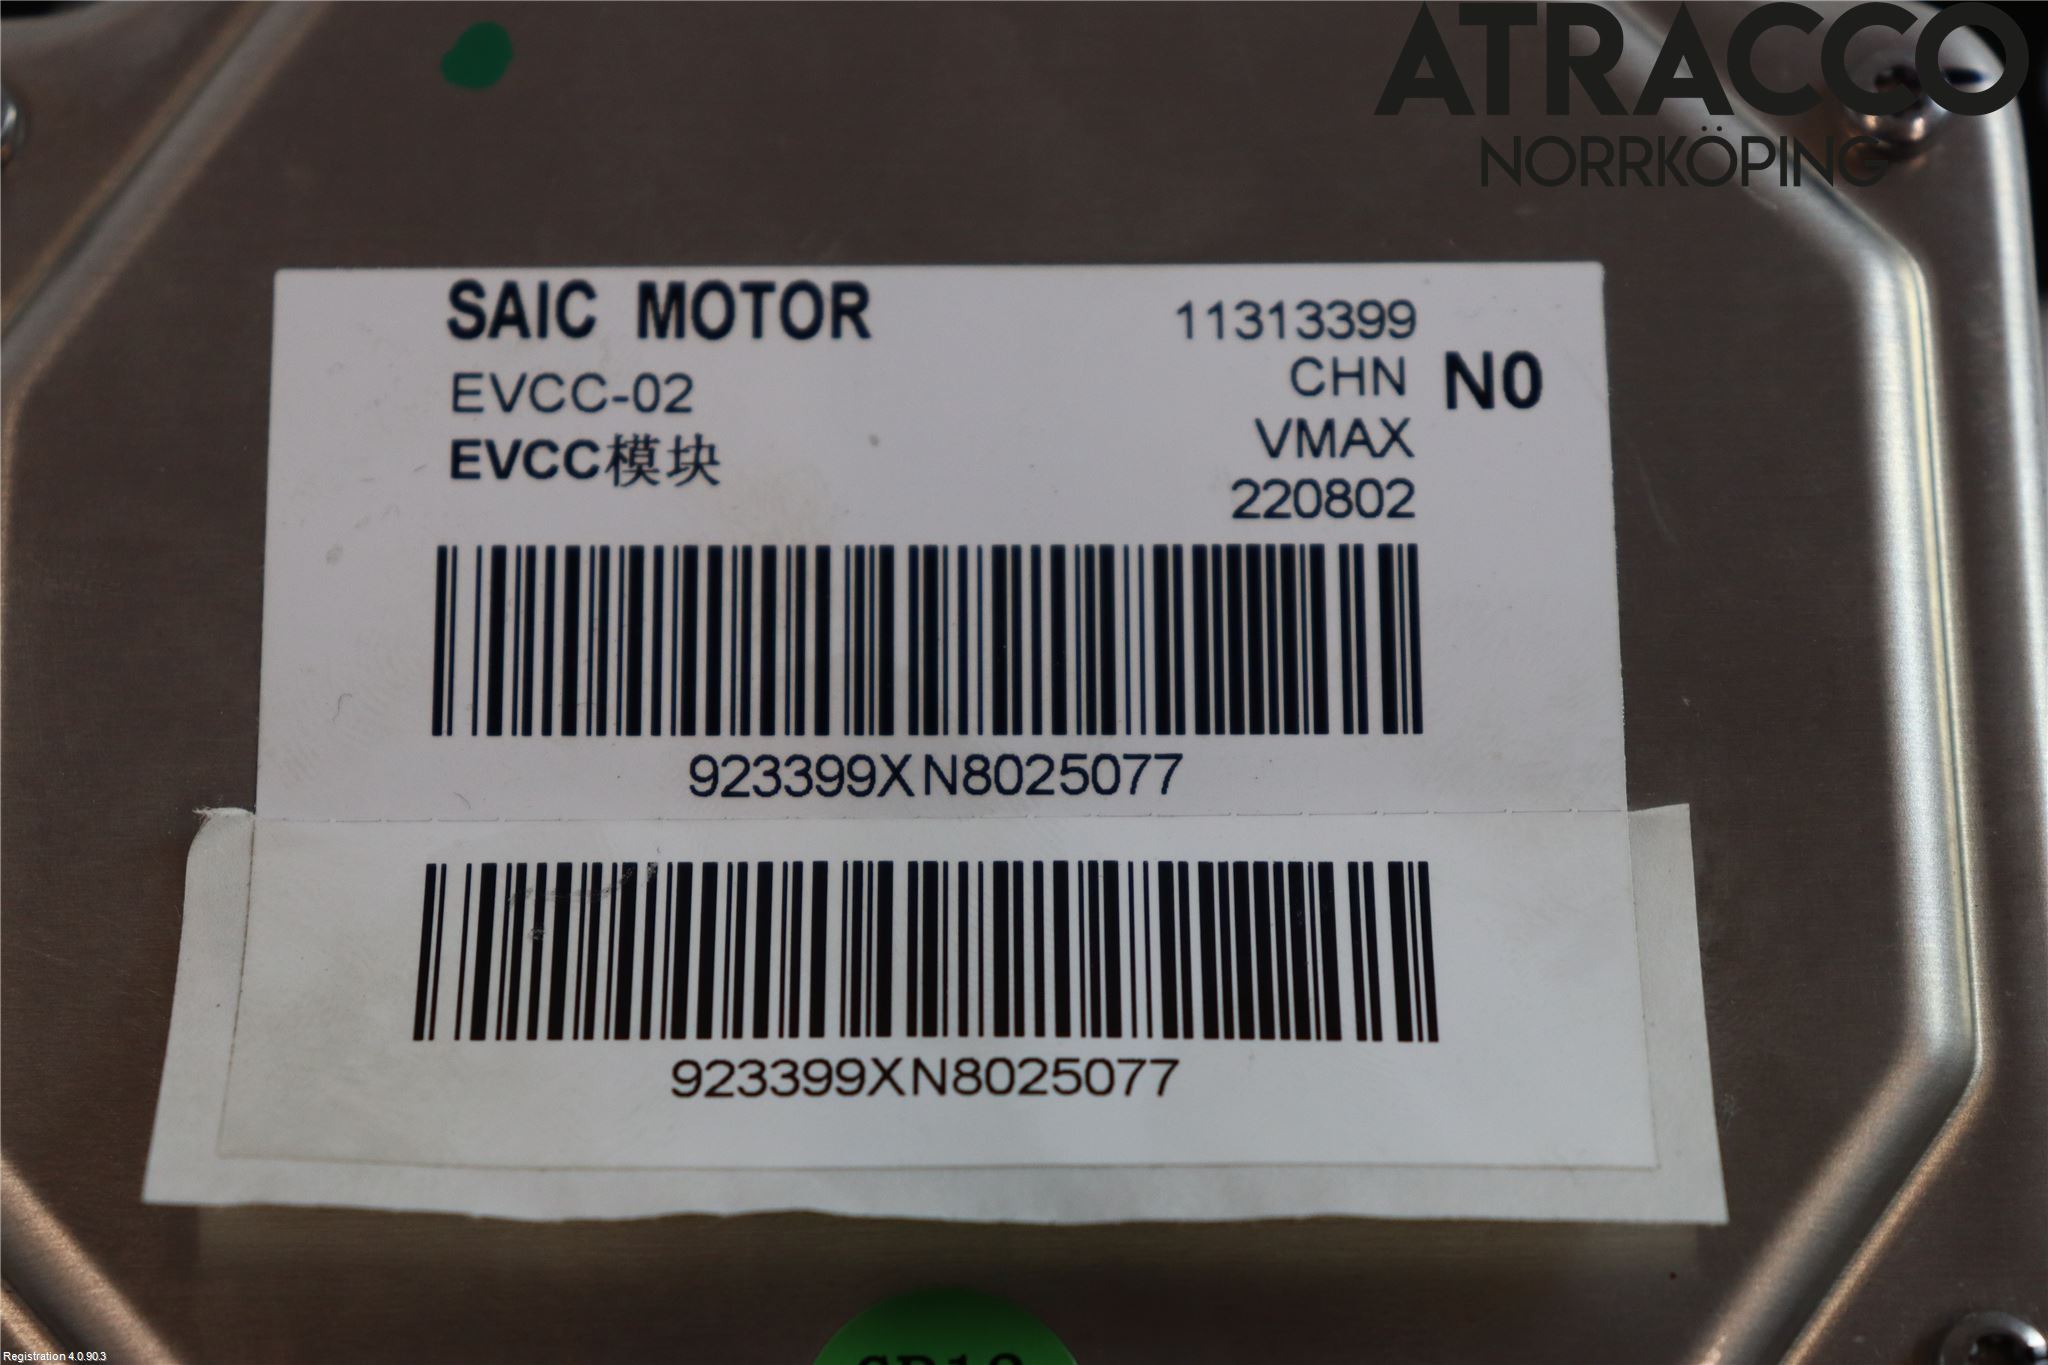 ATRACCO
NORRKÖPING
SAIC MOTOR
11313399
EVCC-02
CHN N0
EVCC模块
VMAX
220802
923399XN8025077
923399XN8025077
Registration 4.0.90.3